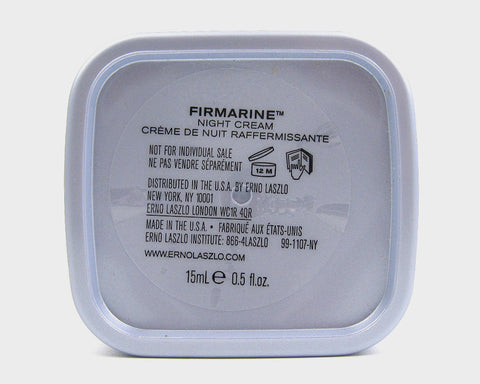 FIRMARINE™
NIGHT CREAM
CRÈME DE NUIT RAFFERMISSANTE
NOT FOR INDIVIDUAL SALE
NE PAS VENDRE SÉPARÉMENT
12 M
DISTRIBUTED IN THE U.S.A. BY ERNO LASZLO
NEW YORK, NY 10001
ERNO LASZLO LONDON WC1R 4QR
MADE IN THE U.S.A. • FABRIQUÉ AUX ÉTATS-UNIS
ERNO LASZLO INSTITUTE: 866-4LASZLO 99-1107-NY
WWW.ERNOLASZLO.COM
15mL ℮ 0.5 fl.oz.